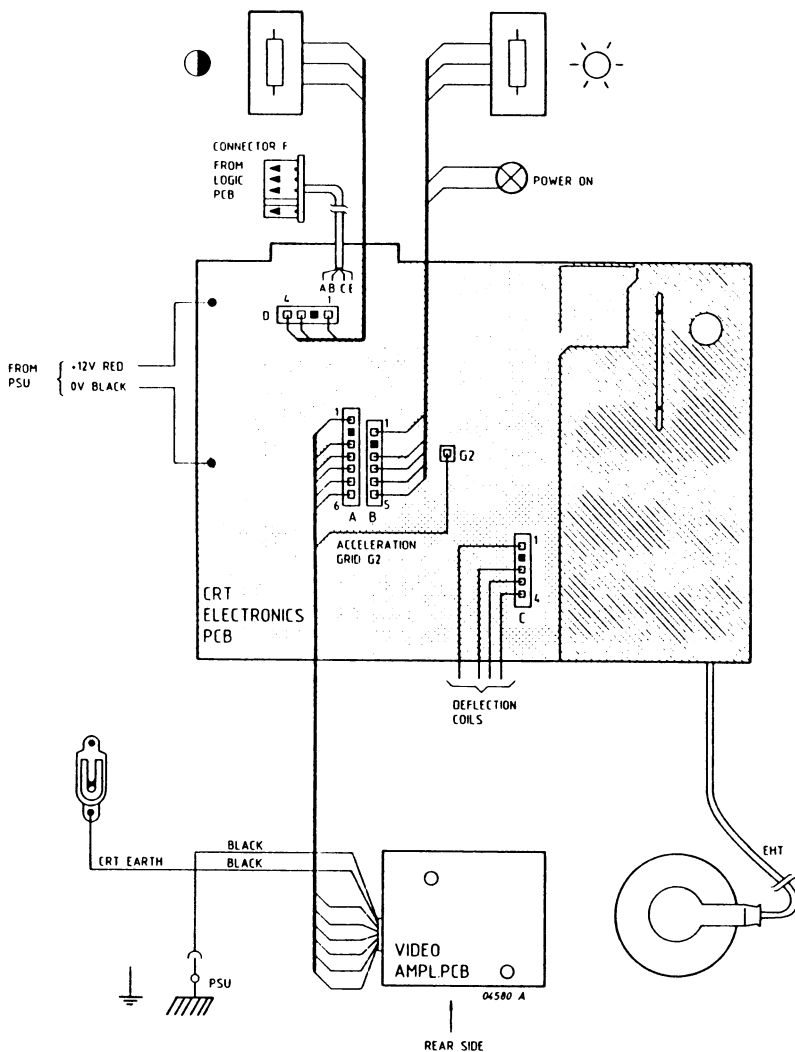 CONNECTOR F
FROM
LOGIC
PCB
POWER ON
A B C E
4 1
D
FROM
PSU
+12V RED
0V BLACK
1
1
6
5
A B
G2
ACCELERATION
GRID G2
1
4
C
CRT
ELECTRONICS
PCB
DEFLECTION
COILS
EHT
BLACK
CRT EARTH
BLACK
PSU
VIDEO
AMPL.PCB
04580 A
REAR SIDE